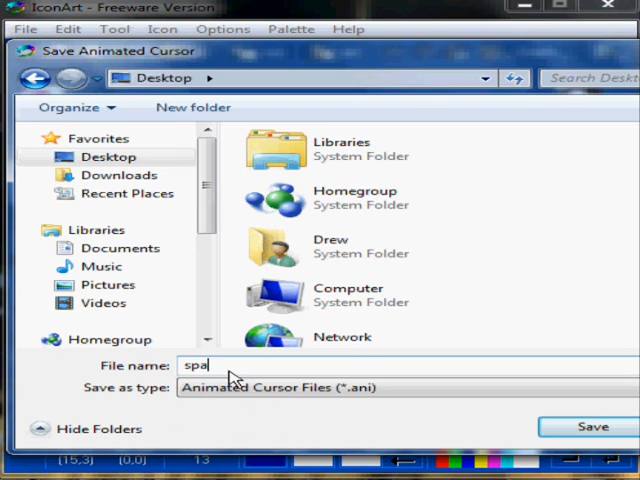 IconArt - Freeware Version
File Edit Tool Icon Options Palette Help
Save Animated Cursor
Desktop
Search Deskt
Organize New folder
Favorites
Desktop
Downloads
Recent Places
Libraries
Documents
Music
Pictures
Videos
Homegroup
Libraries
System Folder
Homegroup
System Folder
Drew
System Folder
Computer
System Folder
Network
File name: spa
Save as type: Animated Cursor Files (*.ani)
Hide Folders Save
[15,3] [0,0] 13